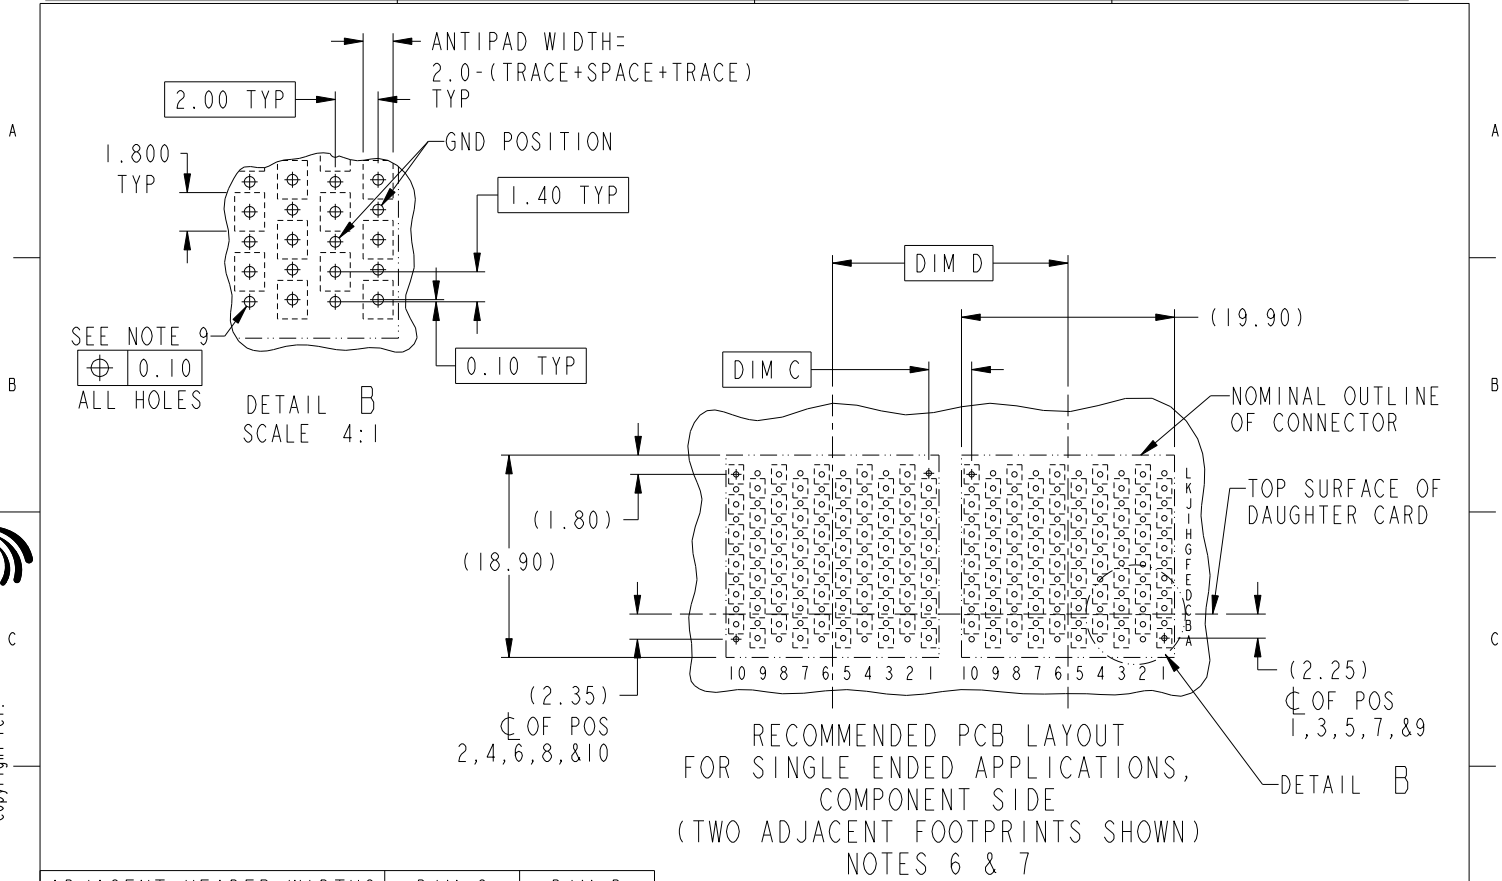 ANTIPAD WIDTH=
2.0-(TRACE+SPACE+TRACE)
TYP
2.00 TYP
GND POSITION
1.800
TYP
1.40 TYP
0.10 TYP
SEE NOTE 9
0.10
ALL HOLES
DETAIL B
SCALE 4:1
A
B
C
A
B
C
DIM D
(19.90)
DIM C
NOMINAL OUTLINE
OF CONNECTOR
TOP SURFACE OF
DAUGHTER CARD
(1.80)
(18.90)
L
K
J
I
H
G
F
E
D
C
B
A
10 9 8 7 6 5 4 3 2 1
10 9 8 7 6 5 4 3 2 1
(2.35)
℄ OF POS
2,4,6,8,&10
(2.25)
℄ OF POS
1,3,5,7,&9
DETAIL B
RECOMMENDED PCB LAYOUT
FOR SINGLE ENDED APPLICATIONS,
COMPONENT SIDE
(TWO ADJACENT FOOTPRINTS SHOWN)
NOTES 6 & 7
Copyright FCI.